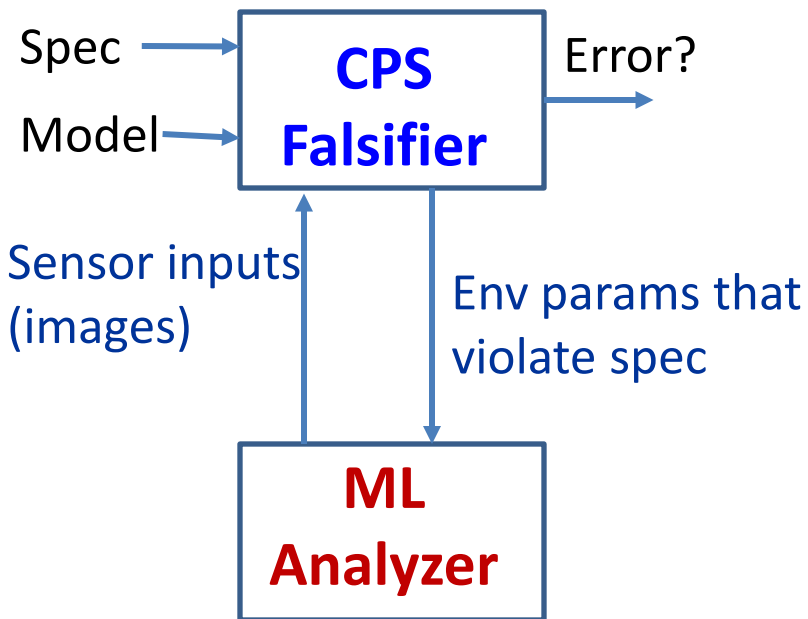 Spec
CPS
Falsifier
Error?
Model
Sensor inputs
(images)
Env params that
violate spec
ML
Analyzer